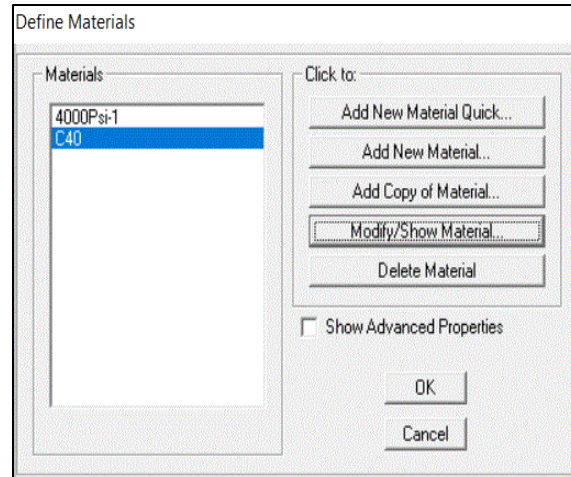 Define Materials
Materials
4000Psi-1
C40
Click to:
Add New Material Quick...
Add New Material...
Add Copy of Material...
Modify/Show Material...
Delete Material
Show Advanced Properties
OK
Cancel